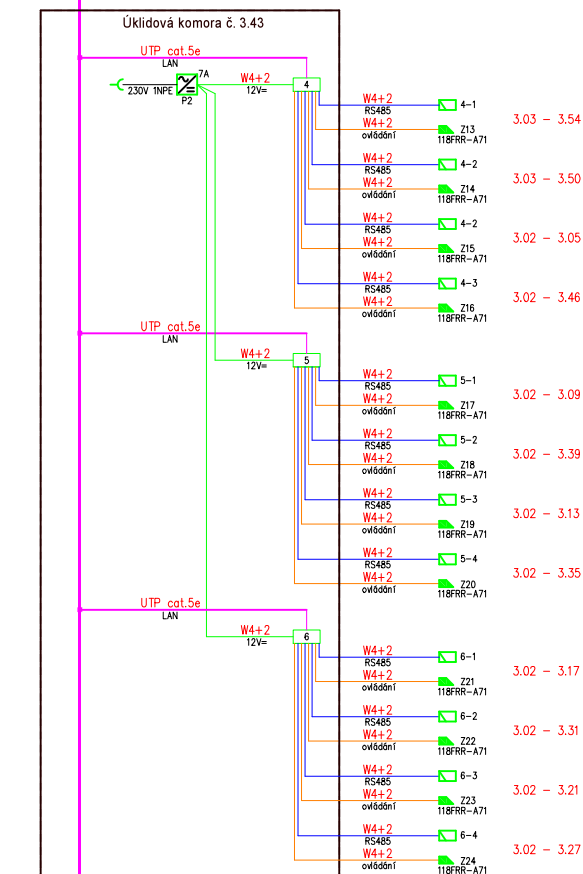 Úklidová komora č. 3.43
UTP cat.5e
LAN
7A
230V 1NPE
P2
W4+2
12V=
4
W4+2
RS485
4-1
W4+2
ovládání
Z13
118FRR-A71
3.03 - 3.54
W4+2
RS485
4-2
W4+2
ovládání
Z14
118FRR-A71
3.03 - 3.50
W4+2
RS485
4-2
W4+2
ovládání
Z15
118FRR-A71
3.02 - 3.05
W4+2
RS485
4-3
W4+2
ovládání
Z16
118FRR-A71
3.02 - 3.46
UTP cat.5e
LAN
W4+2
12V=
5
W4+2
RS485
5-1
W4+2
ovládání
Z17
118FRR-A71
3.02 - 3.09
W4+2
RS485
5-2
W4+2
ovládání
Z18
118FRR-A71
3.02 - 3.39
W4+2
RS485
5-3
W4+2
ovládání
Z19
118FRR-A71
3.02 - 3.13
W4+2
RS485
5-4
W4+2
ovládání
Z20
118FRR-A71
3.02 - 3.35
UTP cat.5e
LAN
W4+2
12V=
6
W4+2
RS485
6-1
W4+2
ovládání
Z21
118FRR-A71
3.02 - 3.17
W4+2
RS485
6-2
W4+2
ovládání
Z22
118FRR-A71
3.02 - 3.31
W4+2
RS485
6-3
W4+2
ovládání
Z23
118FRR-A71
3.02 - 3.21
W4+2
RS485
6-4
W4+2
ovládání
Z24
118FRR-A71
3.02 - 3.27